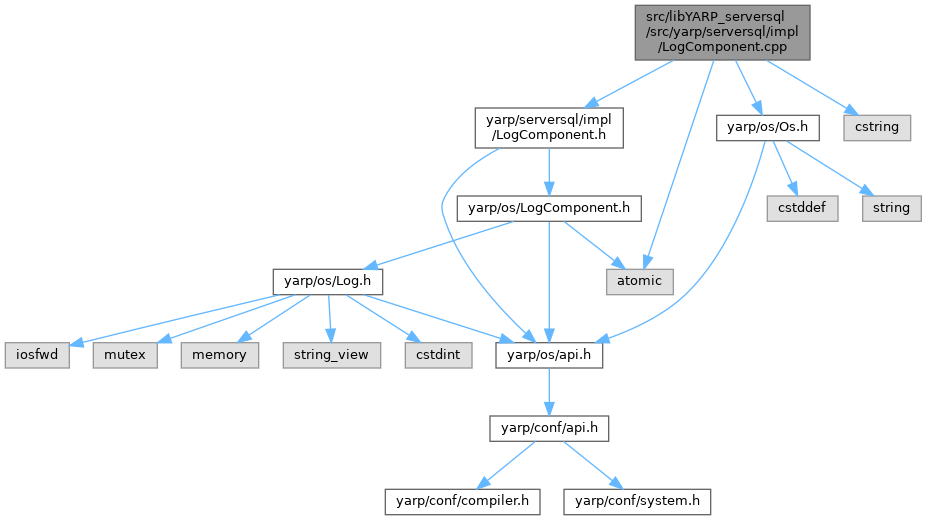 src/libYARP_serversql
/src/yarp/serversql/impl
/LogComponent.cpp
yarp/serversql/impl
/LogComponent.h
yarp/os/Os.h
cstring
yarp/os/LogComponent.h
cstddef
string
yarp/os/Log.h
atomic
iosfwd
mutex
memory
string_view
cstdint
yarp/os/api.h
yarp/conf/api.h
yarp/conf/compiler.h
yarp/conf/system.h